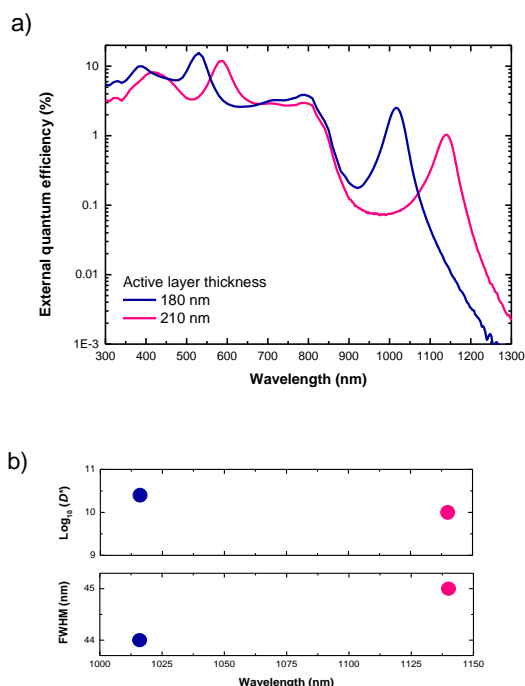 a)
External quantum efficiency (%)
10
1
0.1
0.01
1E-3
Active layer thickness
180 nm
210 nm
300 400 500 600 700 800 900 1000 1100 1200 1300
Wavelength (nm)
b)
Log10 (D*)
11
10
9
FWHM (nm)
45
44
1000 1025 1050 1075 1100 1125 1150
Wavelength (nm)